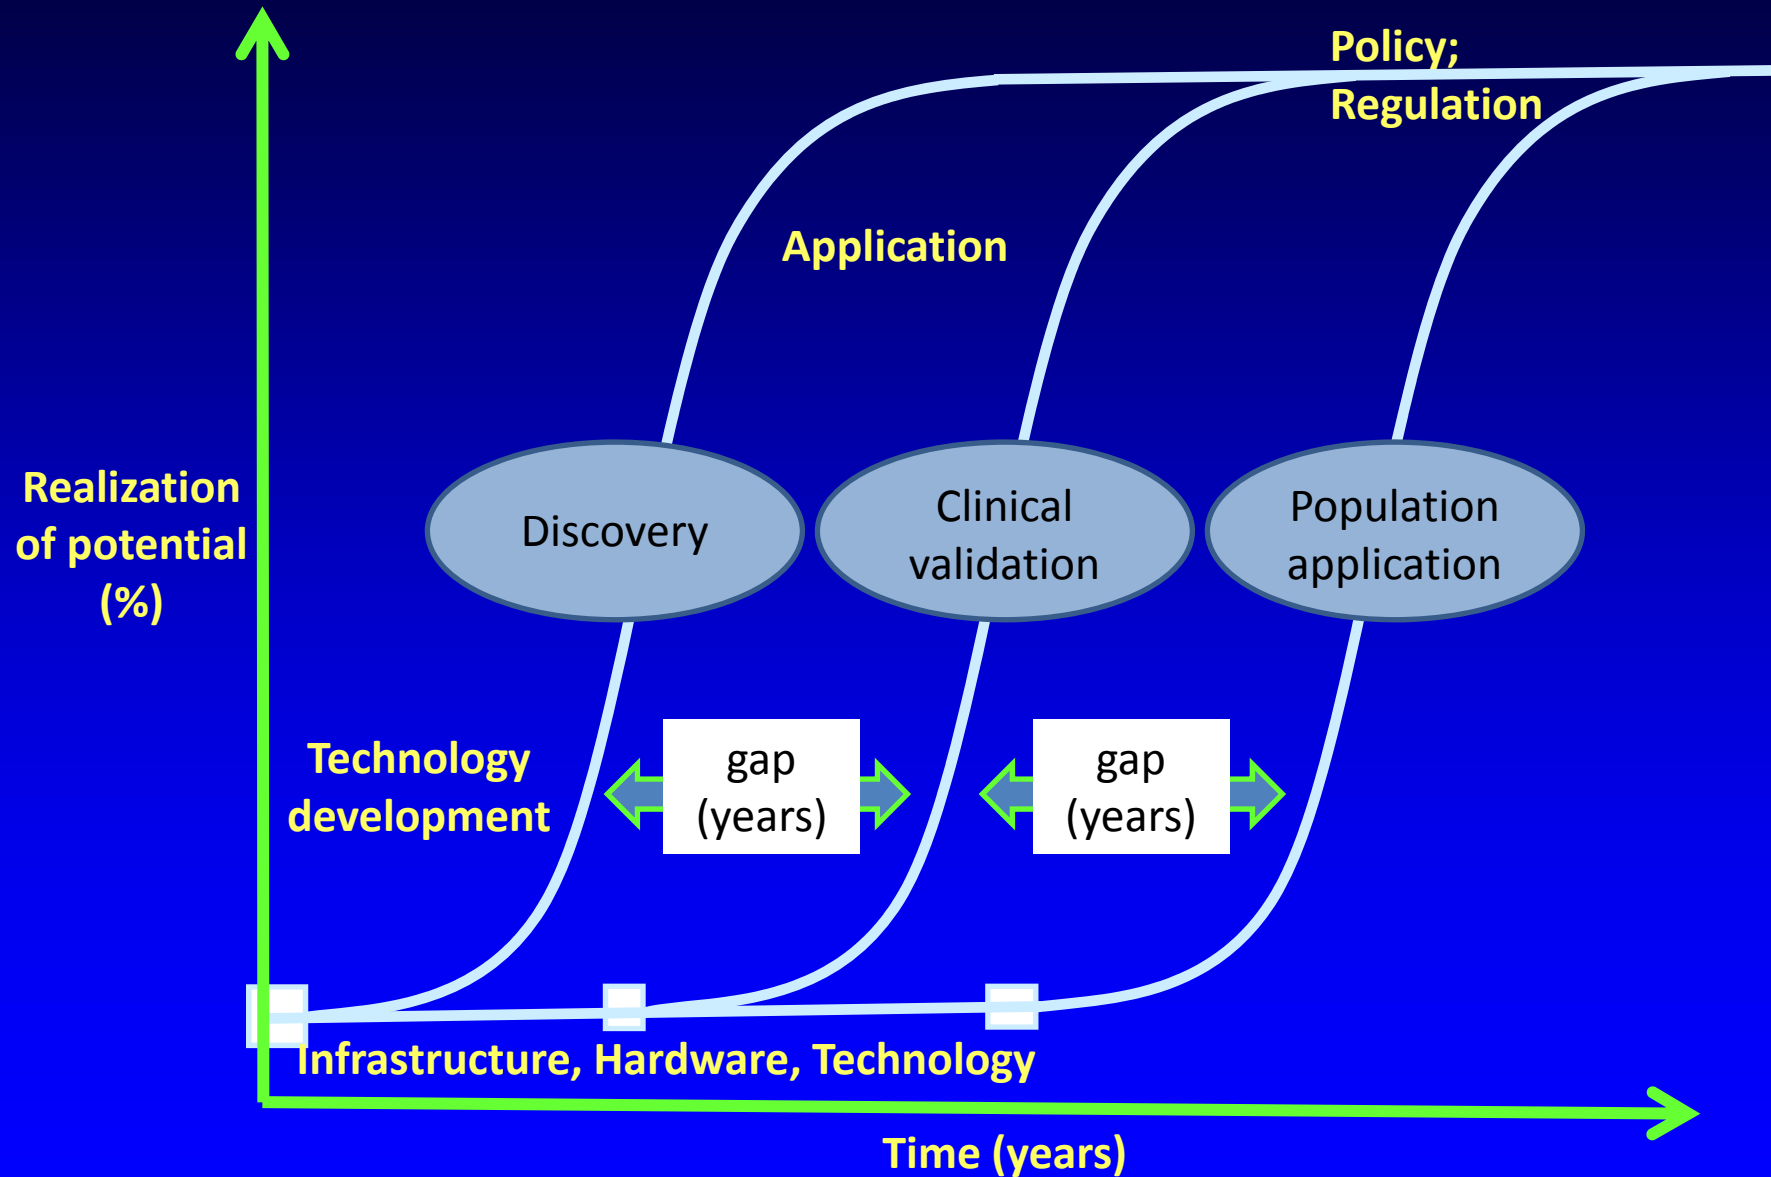 Policy;
Regulation
Application
Realization
of potential
(%)
Discovery
Clinical
validation
Population
application
Technology
development
gap
(years)
gap
(years)
Infrastructure, Hardware, Technology
Time (years)